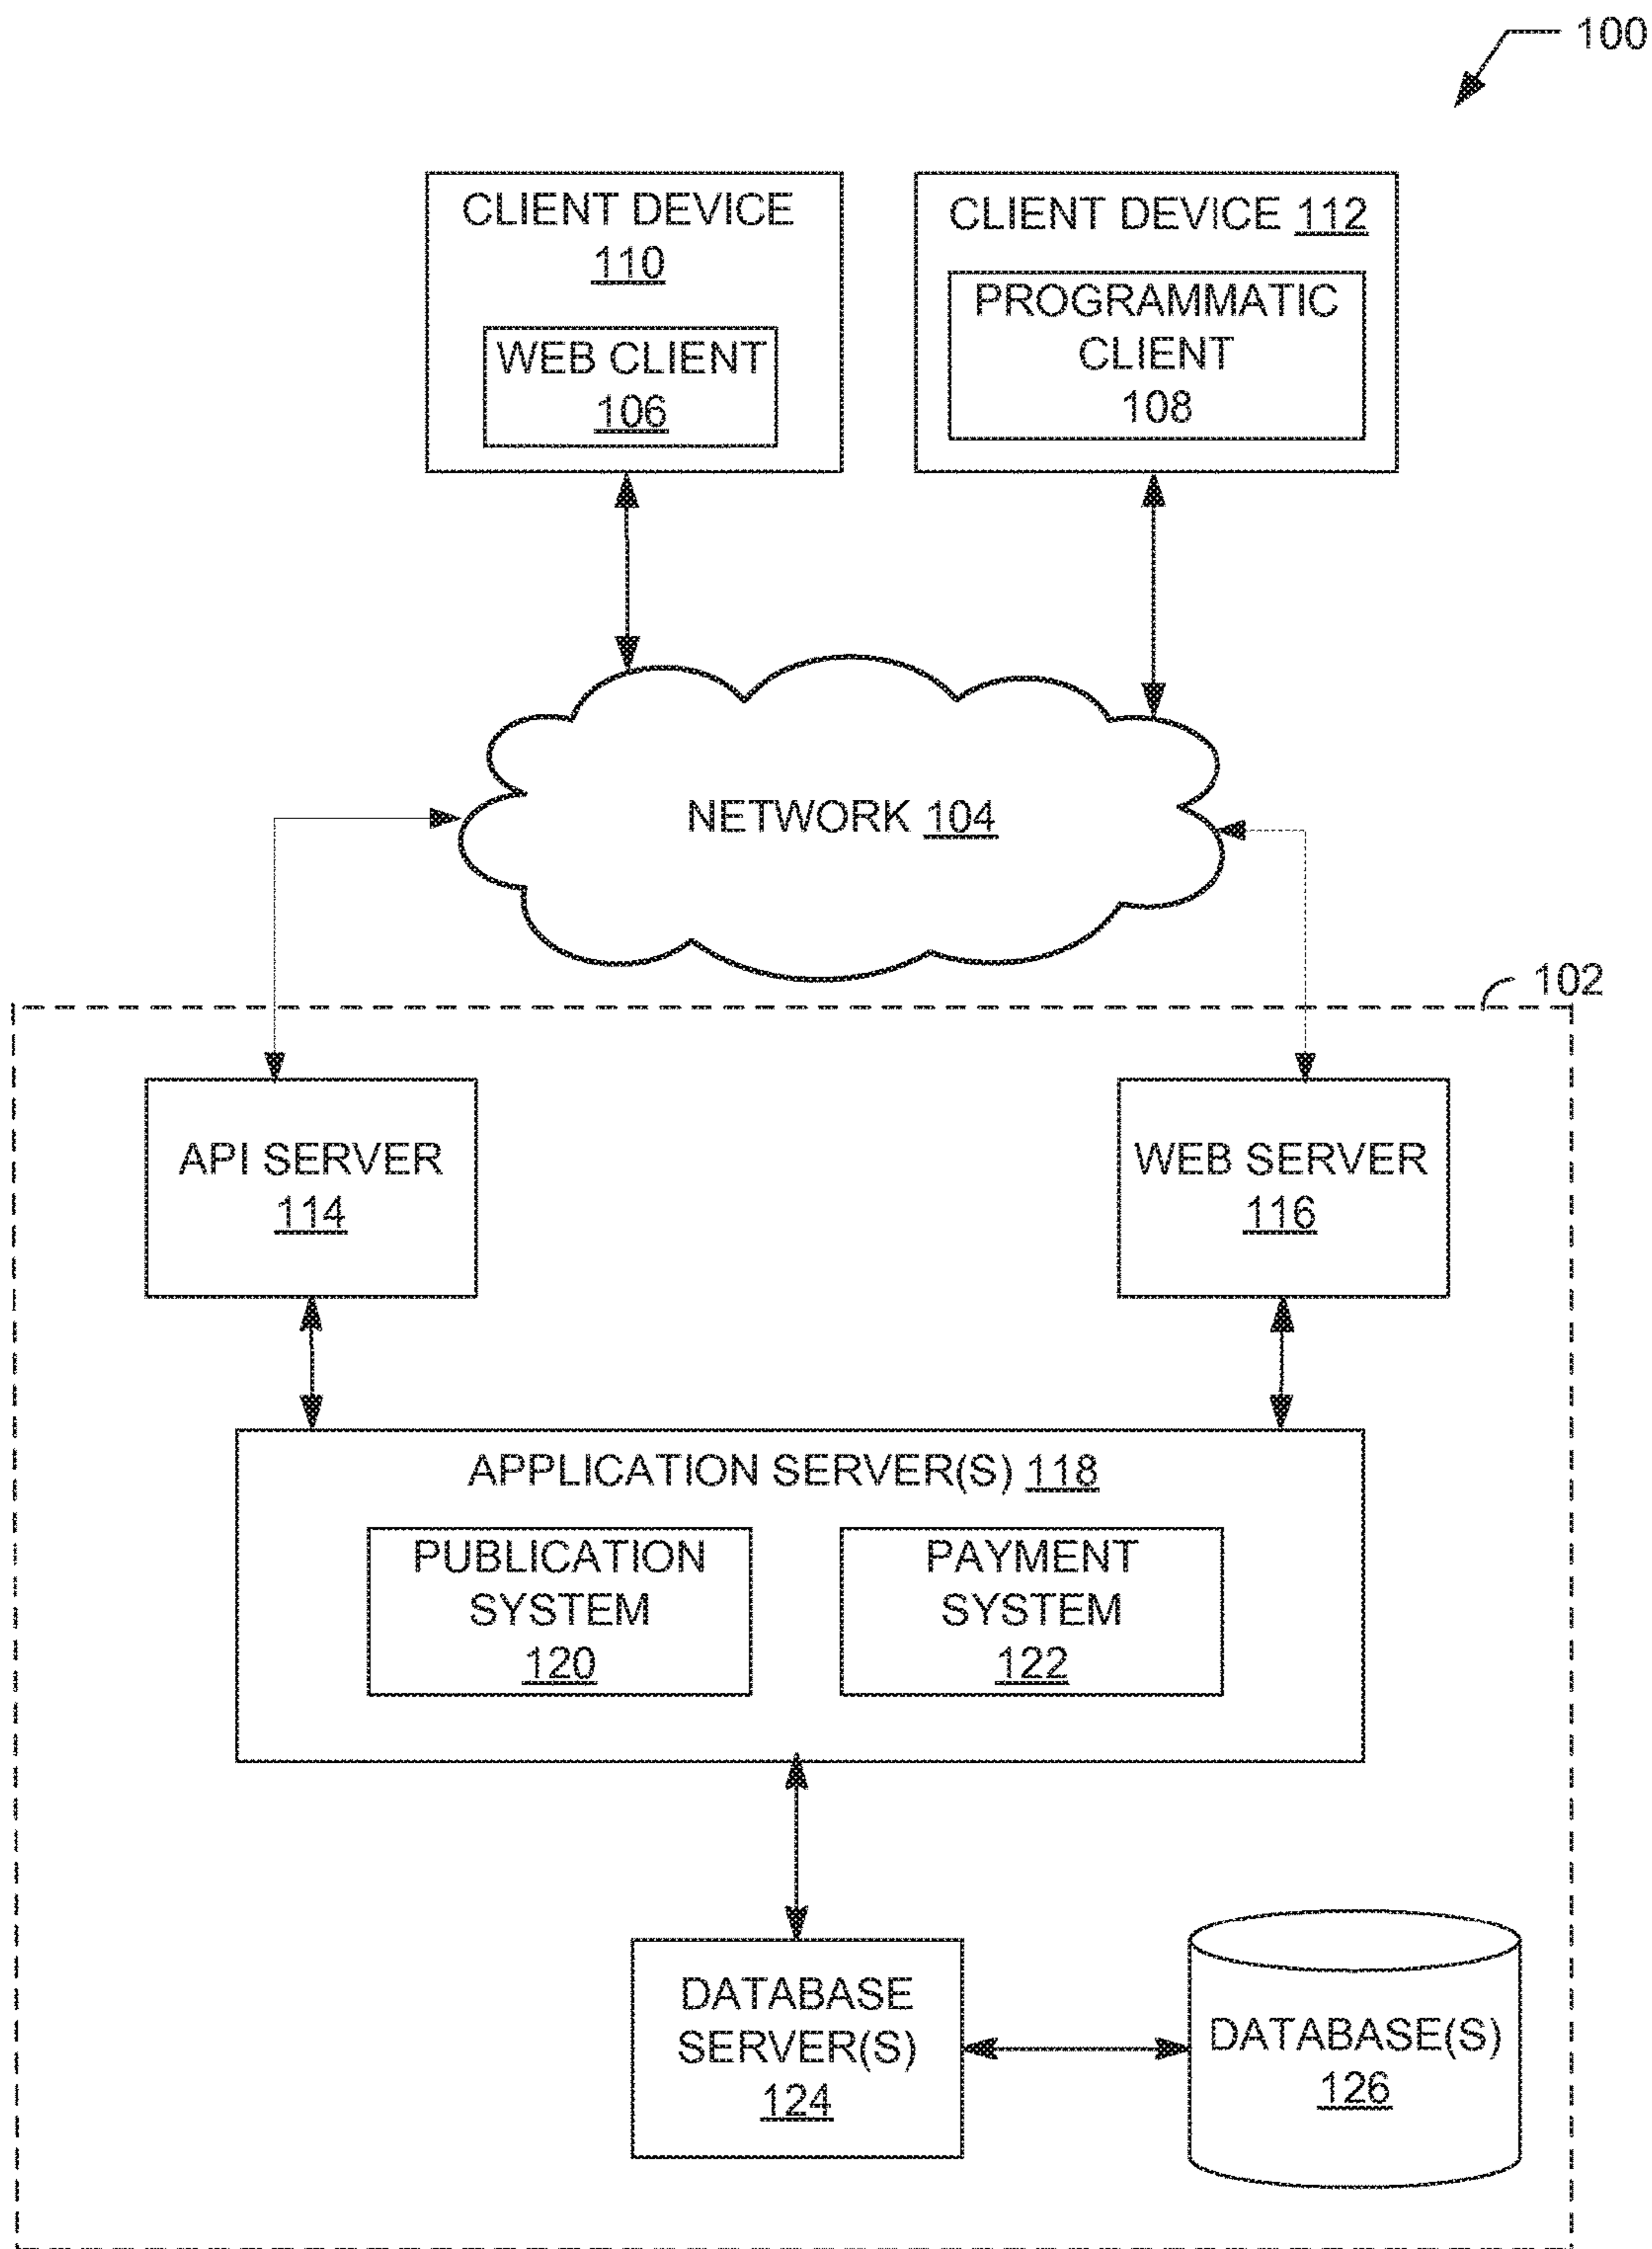 100
CLIENT DEVICE
110
WEB CLIENT
106
CLIENT DEVICE 112
PROGRAMMATIC
CLIENT
108
NETWORK 104
102
API SERVER
114
WEB SERVER
116
APPLICATION SERVER(S) 118
PUBLICATION
SYSTEM
120
PAYMENT
SYSTEM
122
DATABASE
SERVER(S)
124
DATABASE(S)
126